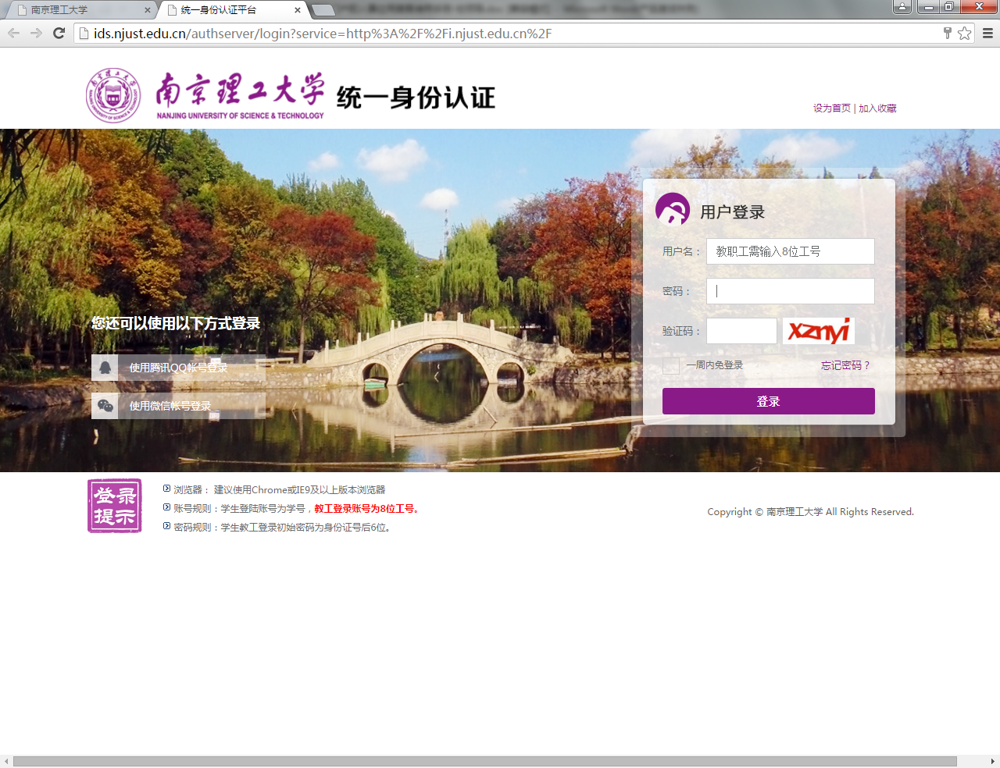 南京理工大学
统一身份认证平台
ids.njust.edu.cn/authserver/login?service=http%3A%2F%2Fi.njust.edu.cn%2F
南京理工大学 统一身份认证
NANJING UNIVERSITY OF SCIENCE & TECHNOLOGY
设为首页 | 加入收藏
用户登录
用户名： 教职工需输入8位工号
密码：
验证码： xznyi
一周内免登录 忘记密码？
登录
您还可以使用以下方式登录
使用腾讯QQ帐号登录
使用微信帐号登录
登录
提示
浏览器： 建议使用Chrome或IE9及以上版本浏览器
账号规则：学生登陆账号为学号，教工登录账号为8位工号。
密码规则：学生教工登录初始密码为身份证号后6位。
Copyright © 南京理工大学 All Rights Reserved.